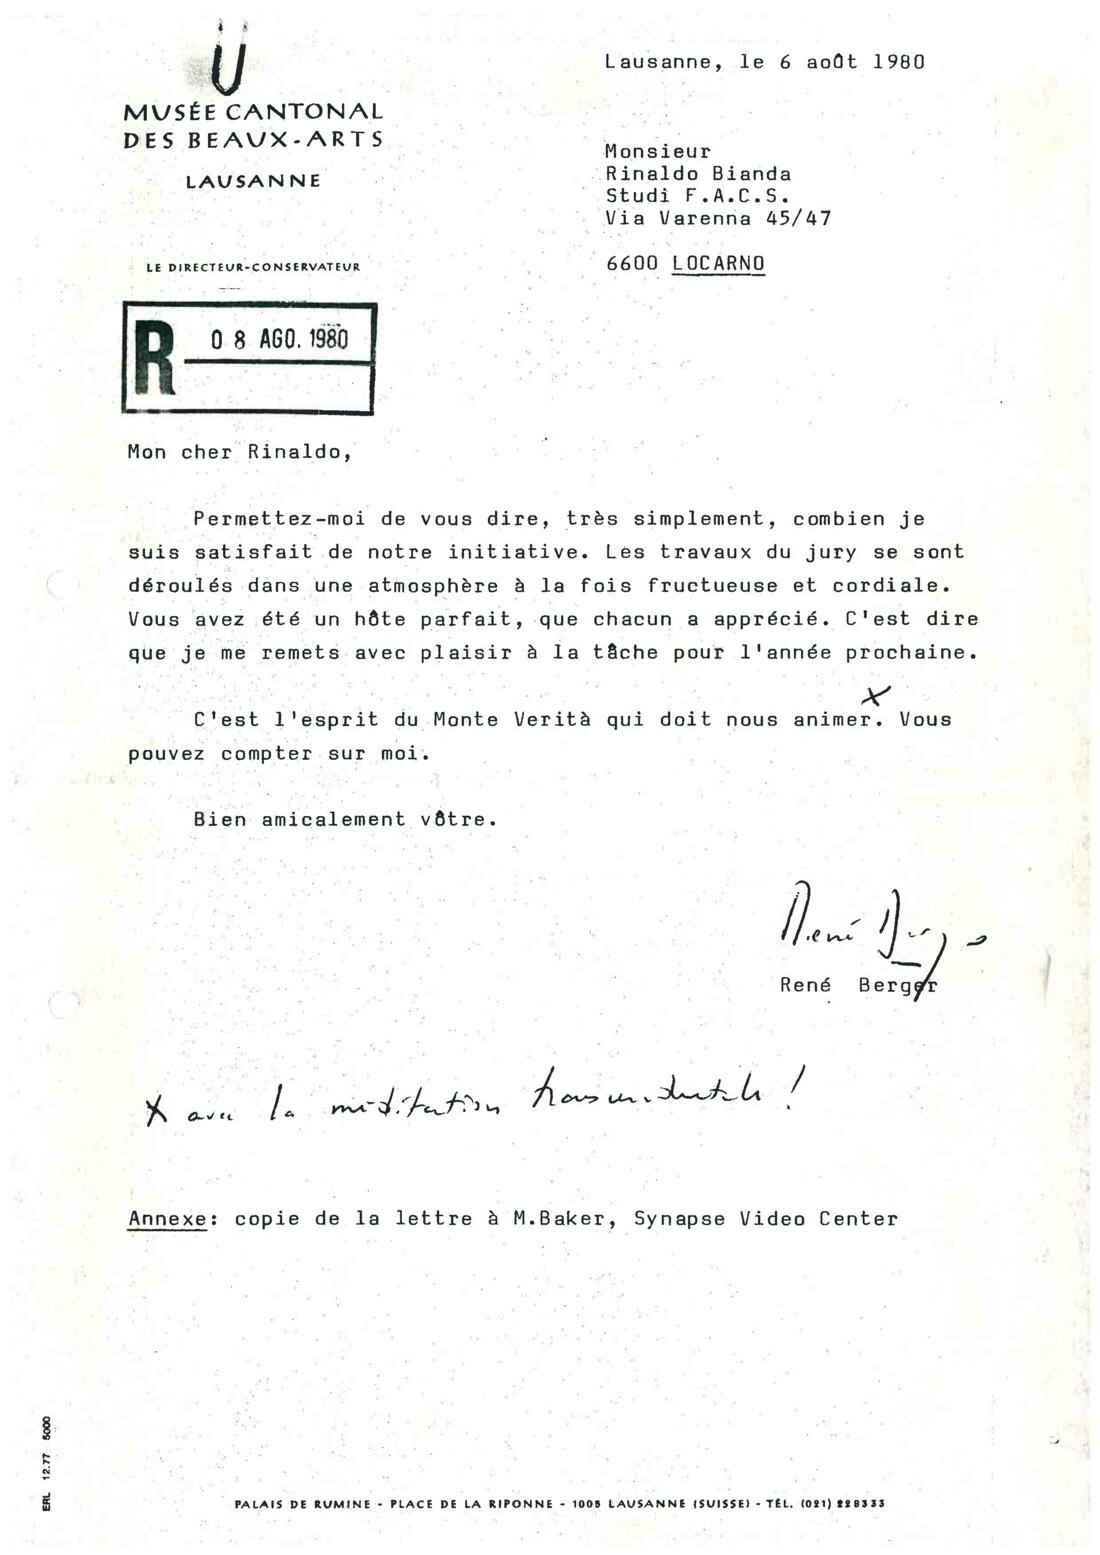 MUSÉE CANTONAL
DES BEAUX-ARTS
LAUSANNE
LE DIRECTEUR-CONSERVATEUR
Lausanne, le 6 août 1980
Monsieur
Rinaldo Bianda
Studi F.A.C.S.
Via Varenna 45/47
6600 LOCARNO
R 08 AGO. 1980
Mon cher Rinaldo,
Permettez-moi de vous dire, très simplement, combien je
suis satisfait de notre initiative. Les travaux du jury se sont
déroulés dans une atmosphère à la fois fructueuse et cordiale.
Vous avez été un hôte parfait, que chacun a apprécié. C'est dire
que je me remets avec plaisir à la tâche pour l'année prochaine.
x
C'est l'esprit du Monte Verità qui doit nous animer. Vous
pouvez compter sur moi.
Bien amicalement vôtre.
René Berger
René Berger
x avec la méditation transcendantale !
Annexe: copie de la lettre à M.Baker, Synapse Video Center
ERL 12.77 5000
PALAIS DE RUMINE - PLACE DE LA RIPONNE - 1005 LAUSANNE (SUISSE) - TÉL. (021) 228333